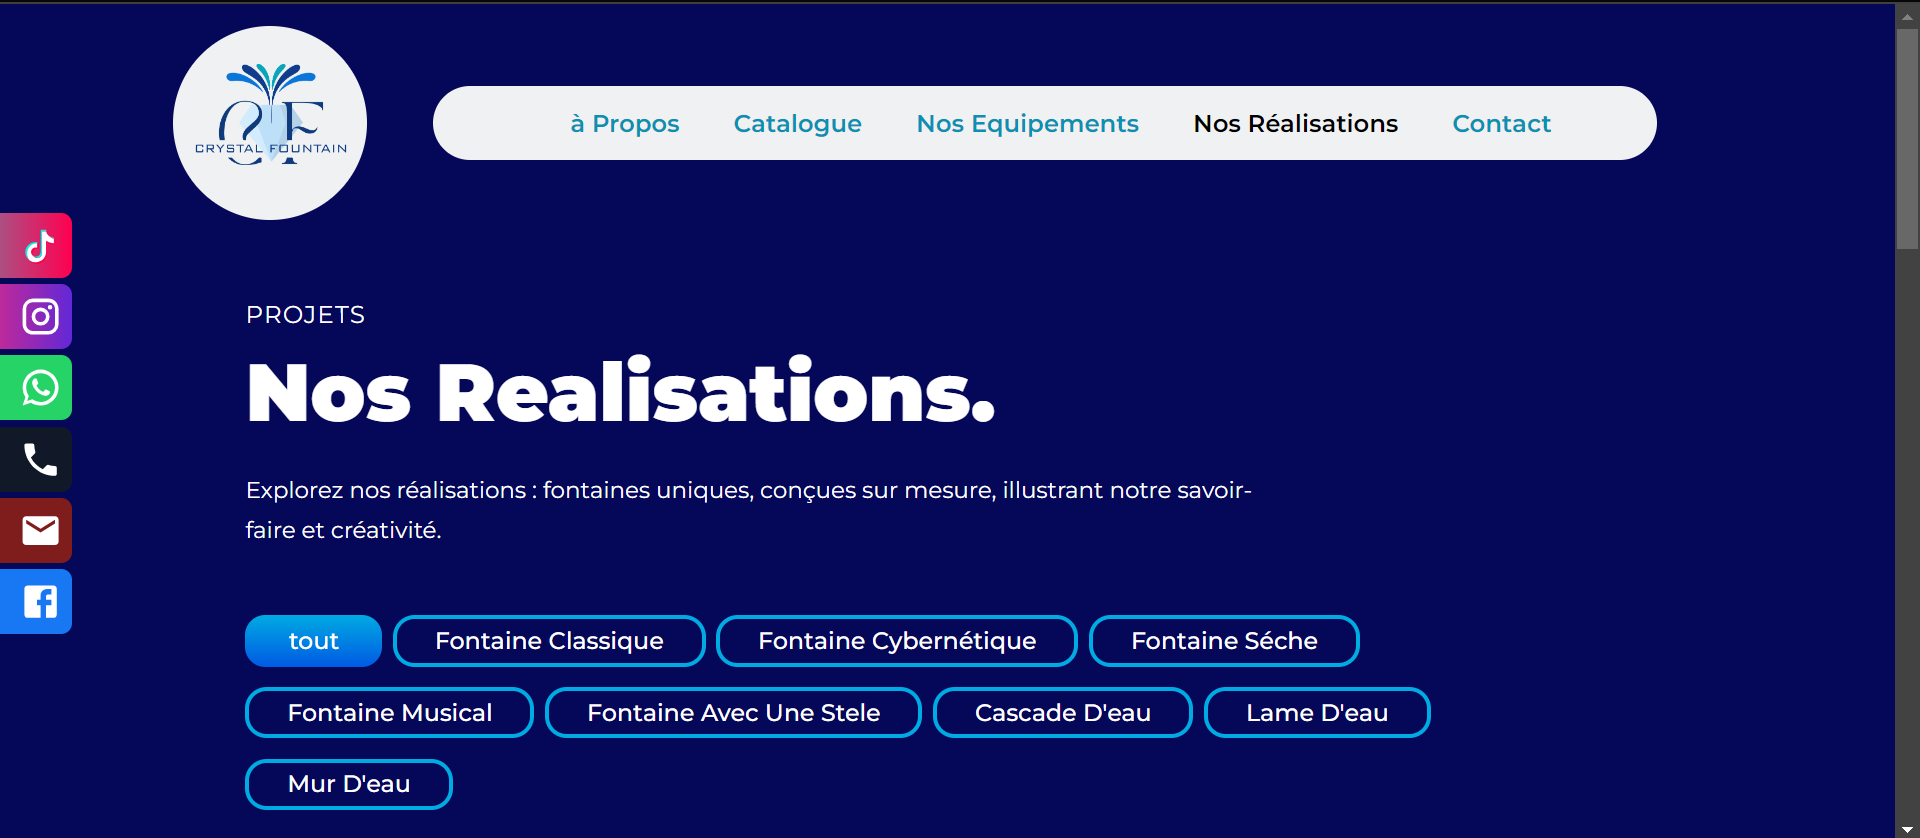 CF
CRYSTAL FOUNTAIN
à Propos Catalogue Nos Equipements Nos Réalisations Contact
PROJETS
Nos Realisations.
Explorez nos réalisations : fontaines uniques, conçues sur mesure, illustrant notre savoir-
faire et créativité.
tout Fontaine Classique Fontaine Cybernétique Fontaine Séche
Fontaine Musical Fontaine Avec Une Stele Cascade D'eau Lame D'eau
Mur D'eau